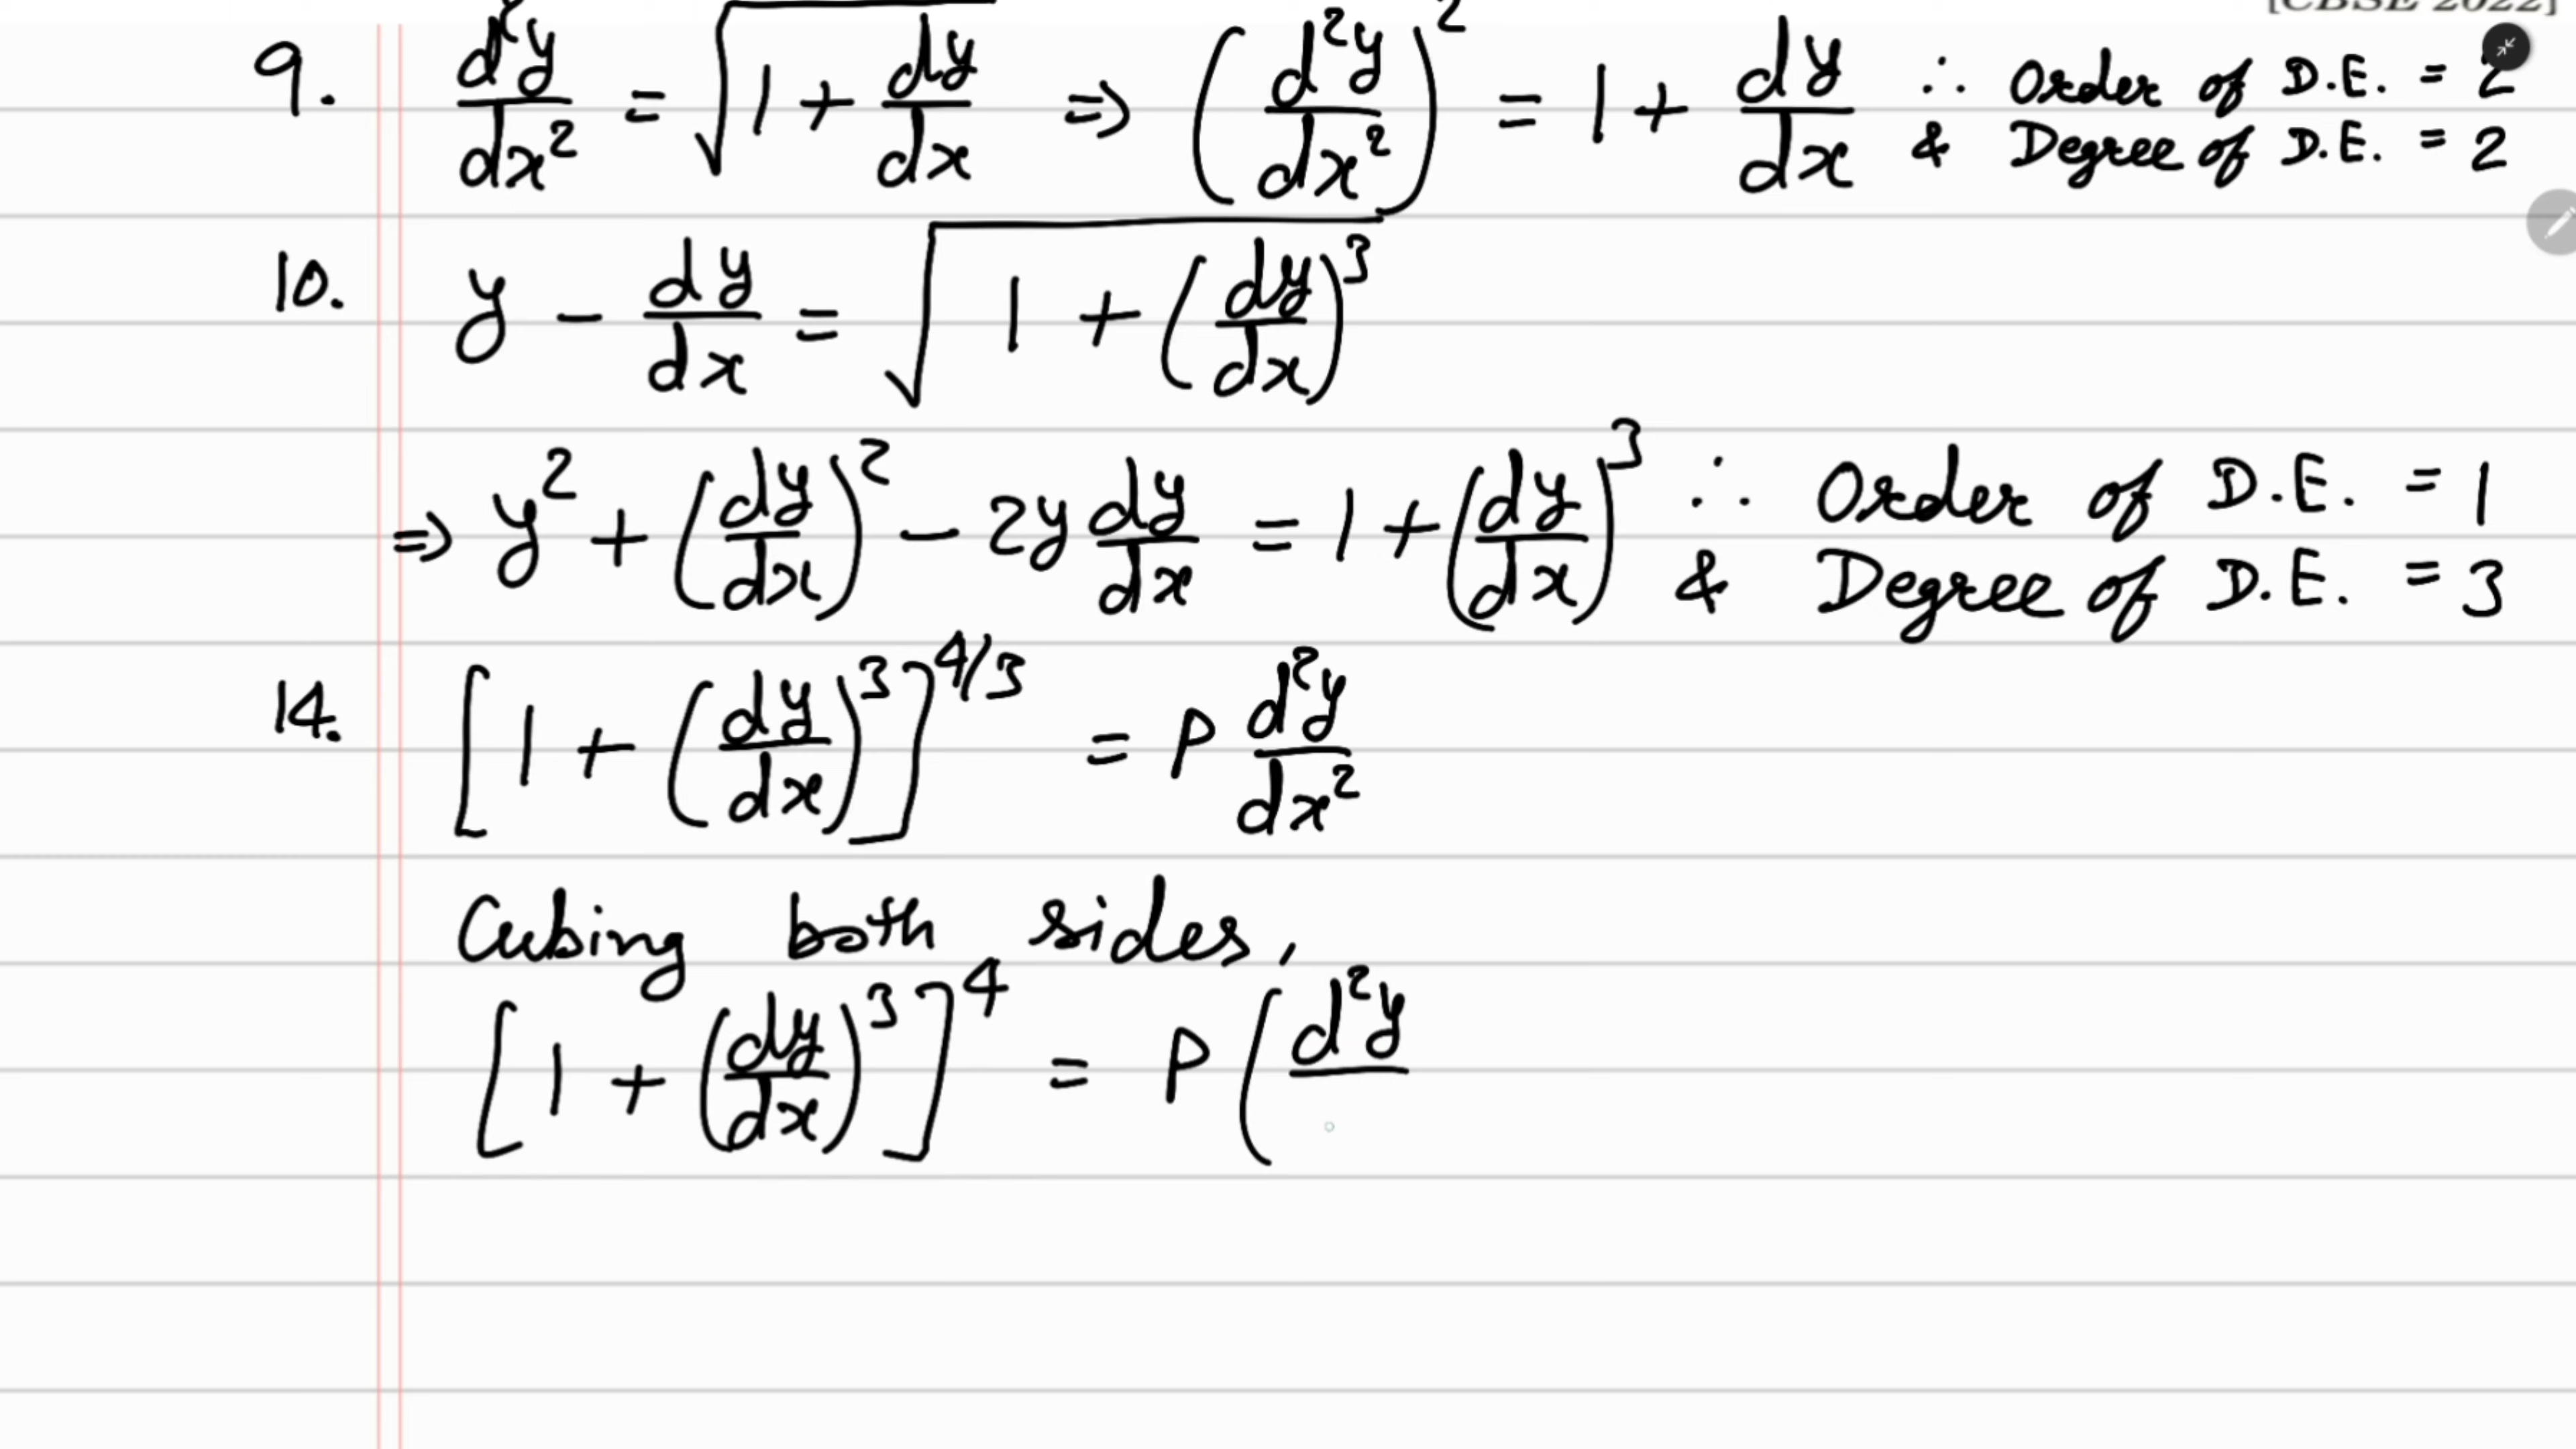 [CBSE 2022]
9. d²y/dx² = √(1 + dy/dx) ⇒ (d²y/dx²)² = 1 + dy/dx ∴ Order of D.E. = 2
& Degree of D.E. = 2
10. y - dy/dx = √(1 + (dy/dx)³)
⇒ y² + (dy/dx)² - 2y dy/dx = 1 + (dy/dx)³ ∴ Order of D.E. = 1
& Degree of D.E. = 3
14. [1 + (dy/dx)³]^4/3 = P d²y/dx²
Cubing both sides,
[1 + (dy/dx)³]⁴ = P (d²y